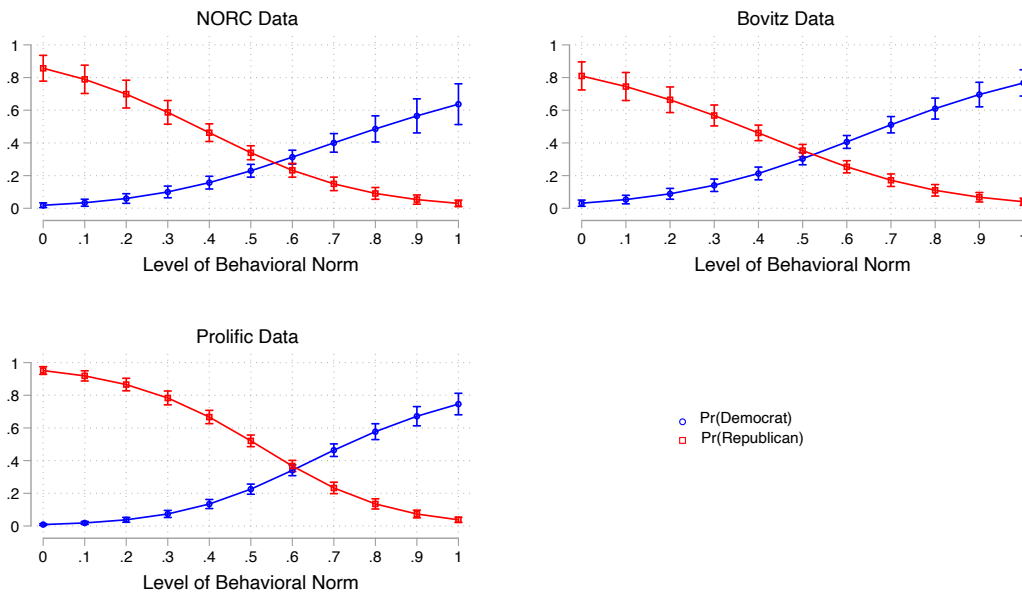 NORC Data
1
.8
.6
.4
.2
0
0 .1 .2 .3 .4 .5 .6 .7 .8 .9 1
Level of Behavioral Norm
Bovitz Data
1
.8
.6
.4
.2
0
0 .1 .2 .3 .4 .5 .6 .7 .8 .9 1
Level of Behavioral Norm
Prolific Data
1
.8
.6
.4
.2
0
0 .1 .2 .3 .4 .5 .6 .7 .8 .9 1
Level of Behavioral Norm
Pr(Democrat)
Pr(Republican)